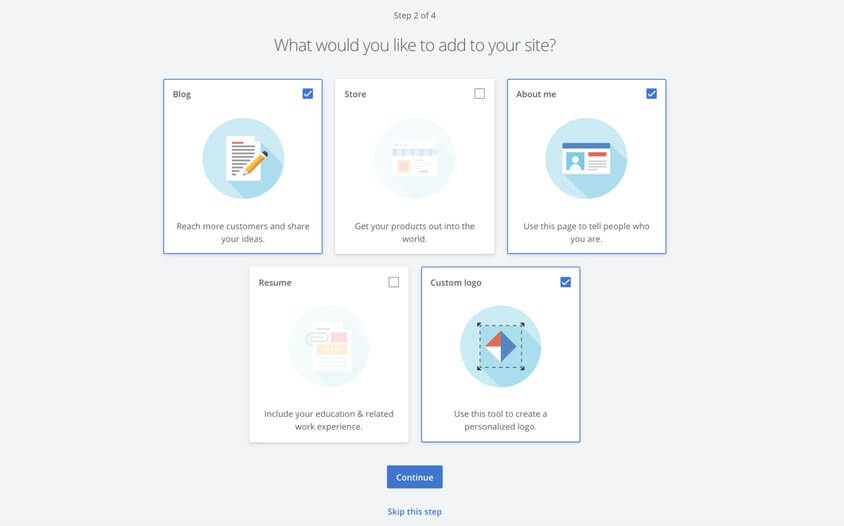 Step 2 of 4
What would you like to add to your site?
Blog
Store
About me
Reach more customers and share
your ideas.
Get your products out into the
world.
Use this page to tell people who
you are.
Resume
Custom logo
Include your education & related
work experience.
Use this tool to create a
personalized logo.
Continue
Skip this step